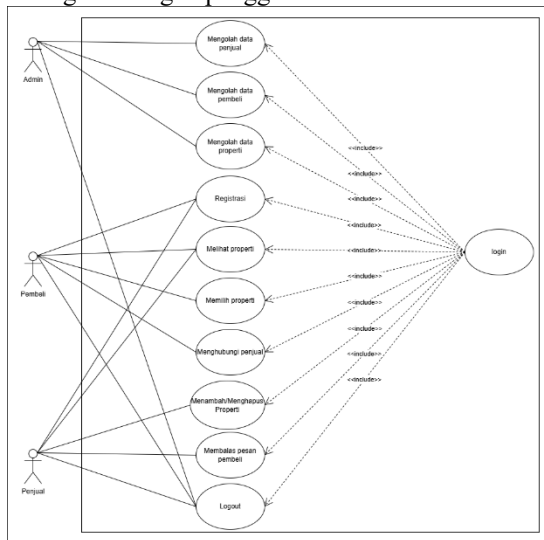 Mengolah data
penjual
Admin
Mengolah data
pembeli
Mengolah data
properti
<<include>>
<<include>>
<<include>>
Registrasi
<<include>>
Melihat properti
<<include>>
login
Pembeli
<<include>>
Memilih properti
<<include>>
Menghubungi penjual
<<include>>
<<include>>
Menambah/Menghapus
Properti
<<include>>
Membalas pesan
pembeli
Penjual
Logout